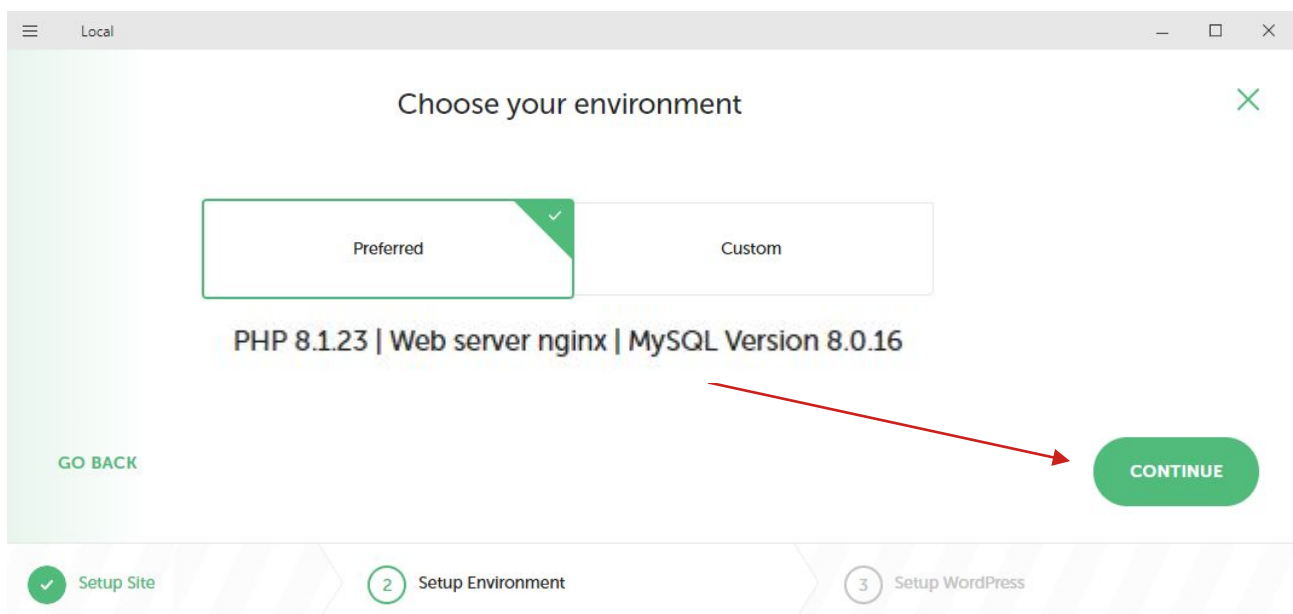 Local
Choose your environment
Preferred
Custom
PHP 8.1.23 | Web server nginx | MySQL Version 8.0.16
GO BACK
CONTINUE
Setup Site
2 Setup Environment
3 Setup WordPress